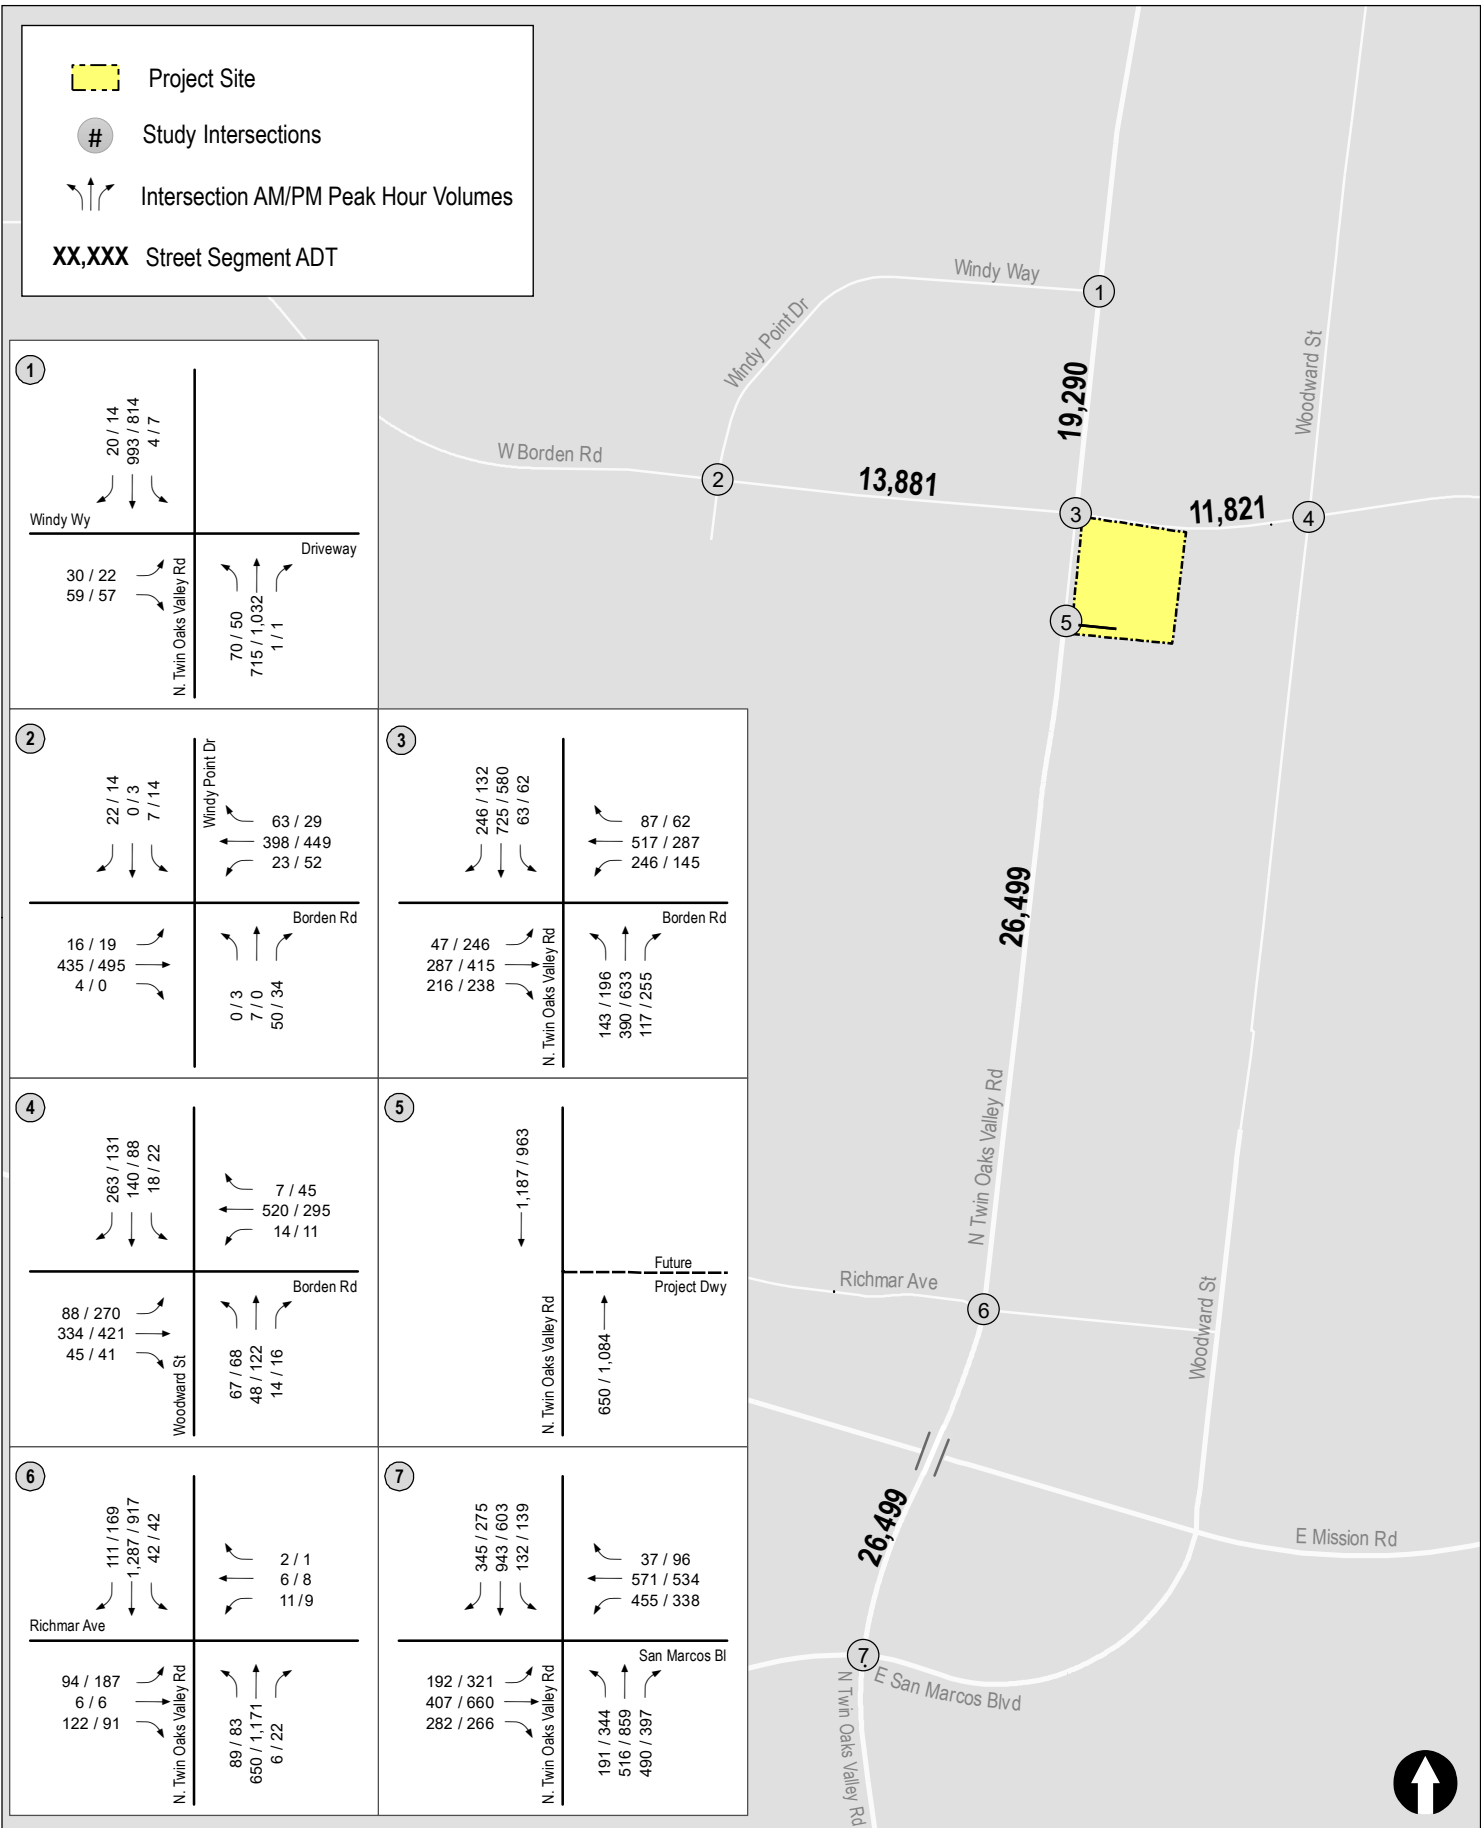 Project Site
# Study Intersections
Intersection AM/PM Peak Hour Volumes
XX,XXX Street Segment ADT
Windy Way
1
Windy Point Dr
19,290
Woodward St
W Borden Rd
2
13,881
3
11,821
4
5
26,499
N Twin Oaks Valley Rd
Richmar Ave
6
Woodward St
E Mission Rd
26,499
7
E San Marcos Blvd
N Twin Oaks Valley Rd
1
20 / 14
993 / 814
4 / 7
Windy Wy
Driveway
30 / 22
59 / 57
N. Twin Oaks Valley Rd
70 / 50
715 / 1,032
1 / 1
2
22 / 14
0 / 3
7 / 14
Windy Point Dr
63 / 29
398 / 449
23 / 52
Borden Rd
16 / 19
435 / 495
4 / 0
0 / 3
7 / 0
50 / 34
3
246 / 132
725 / 580
63 / 62
87 / 62
517 / 287
246 / 145
Borden Rd
47 / 246
287 / 415
216 / 238
N. Twin Oaks Valley Rd
143 / 196
390 / 633
117 / 255
4
263 / 131
140 / 88
18 / 22
7 / 45
520 / 295
14 / 11
Borden Rd
88 / 270
334 / 421
45 / 41
Woodward St
67 / 68
48 / 122
14 / 16
5
1,187 / 963
Future
Project Dwy
N. Twin Oaks Valley Rd
650 / 1,084
6
111 / 169
1,287 / 917
42 / 42
2 / 1
6 / 8
11/9
Richmar Ave
94 / 187
6 / 6
122 / 91
N. Twin Oaks Valley Rd
89 / 83
650 / 1,171
6 / 22
7
345 / 275
943 / 603
132 / 139
37 / 96
571 / 534
455 / 338
San Marcos Bl
192 / 321
407 / 660
282 / 266
N. Twin Oaks Valley Rd
191 / 344
516 / 859
490 / 397